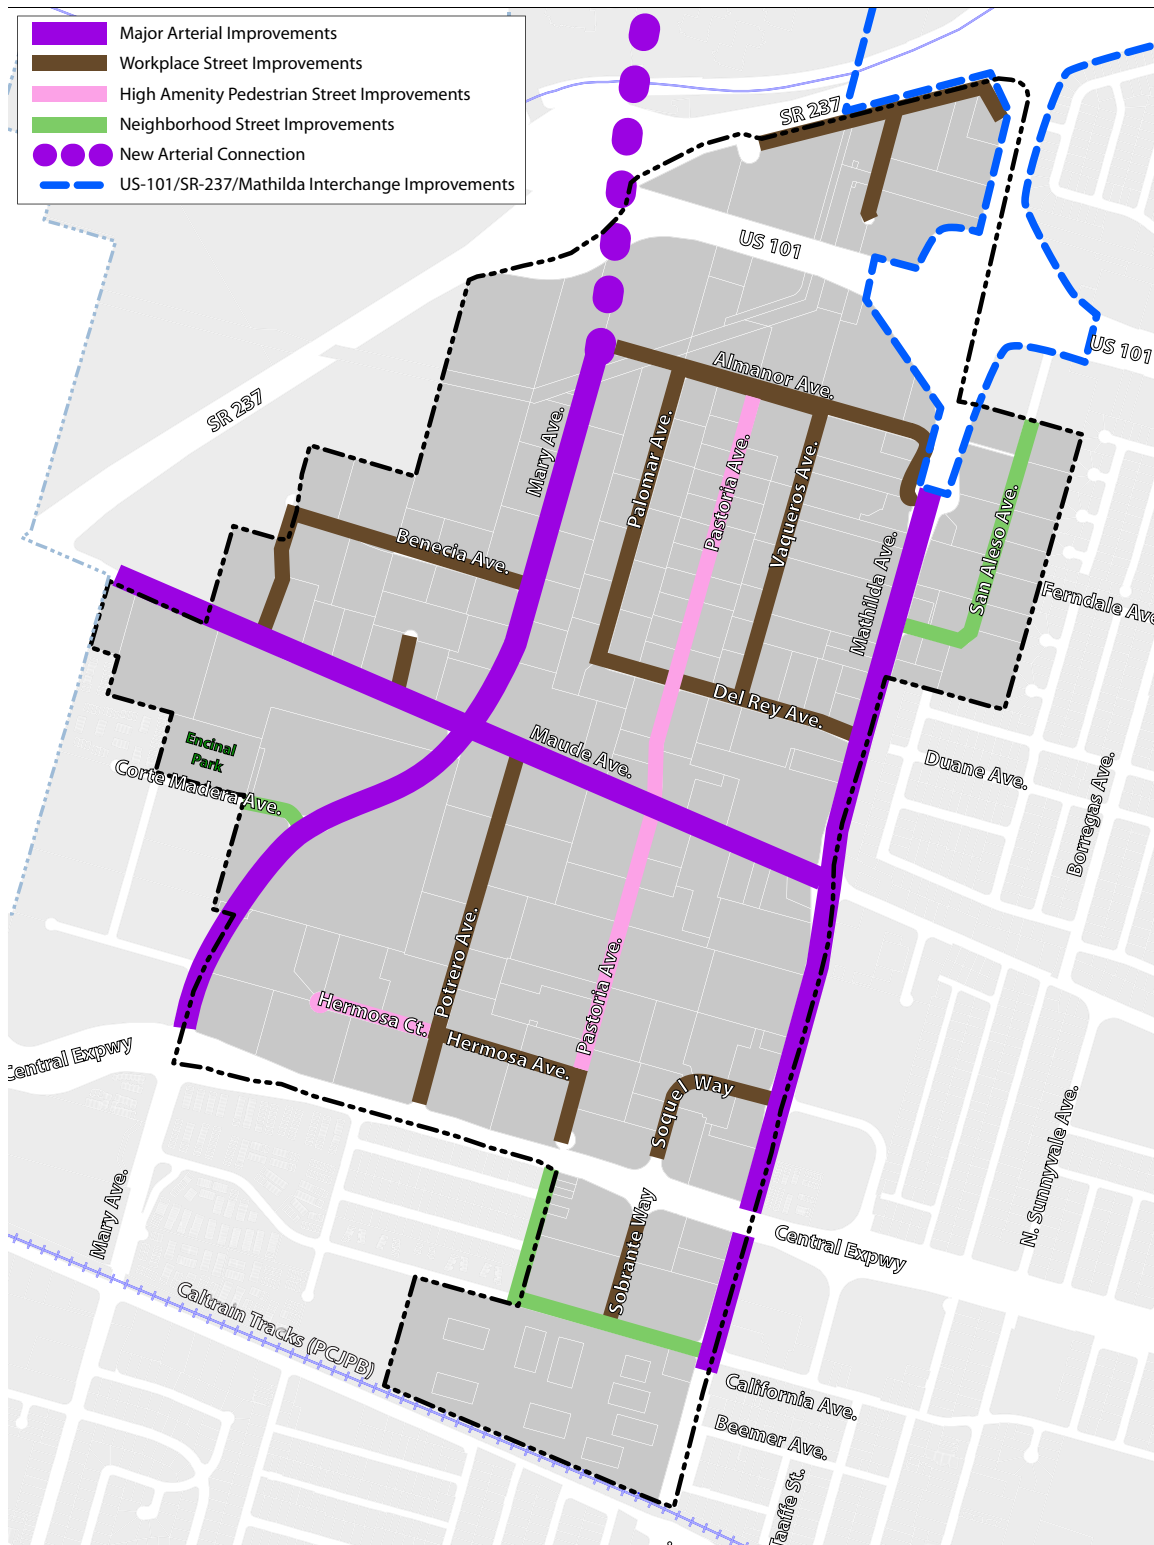 Major Arterial Improvements
Workplace Street Improvements
High Amenity Pedestrian Street Improvements
Neighborhood Street Improvements
New Arterial Connection
US-101/SR-237/Mathilda Interchange Improvements
SR 237
US 101
US 101
SR 237
Almanor Ave.
Mary Ave.
Palomar Ave.
Pastoria Ave.
Vaqueros Ave.
Benecia Ave.
Mathilda Ave.
San Aleso Ave.
Ferndale Ave.
Del Rey Ave.
Maude Ave.
Encinal
Park
Corte Madera Ave.
Duane Ave.
Borregas Ave.
Potrero Ave.
Pastoria Ave.
Hermosa Ct.
Hermosa Ave.
Central Expwy
Soquel Way
N. Sunnyvale Ave.
Mary Ave.
Sobrante Way
Central Expwy
Caltrain Tracks (PCJPB)
California Ave.
Beemer Ave.
Taaffe St.